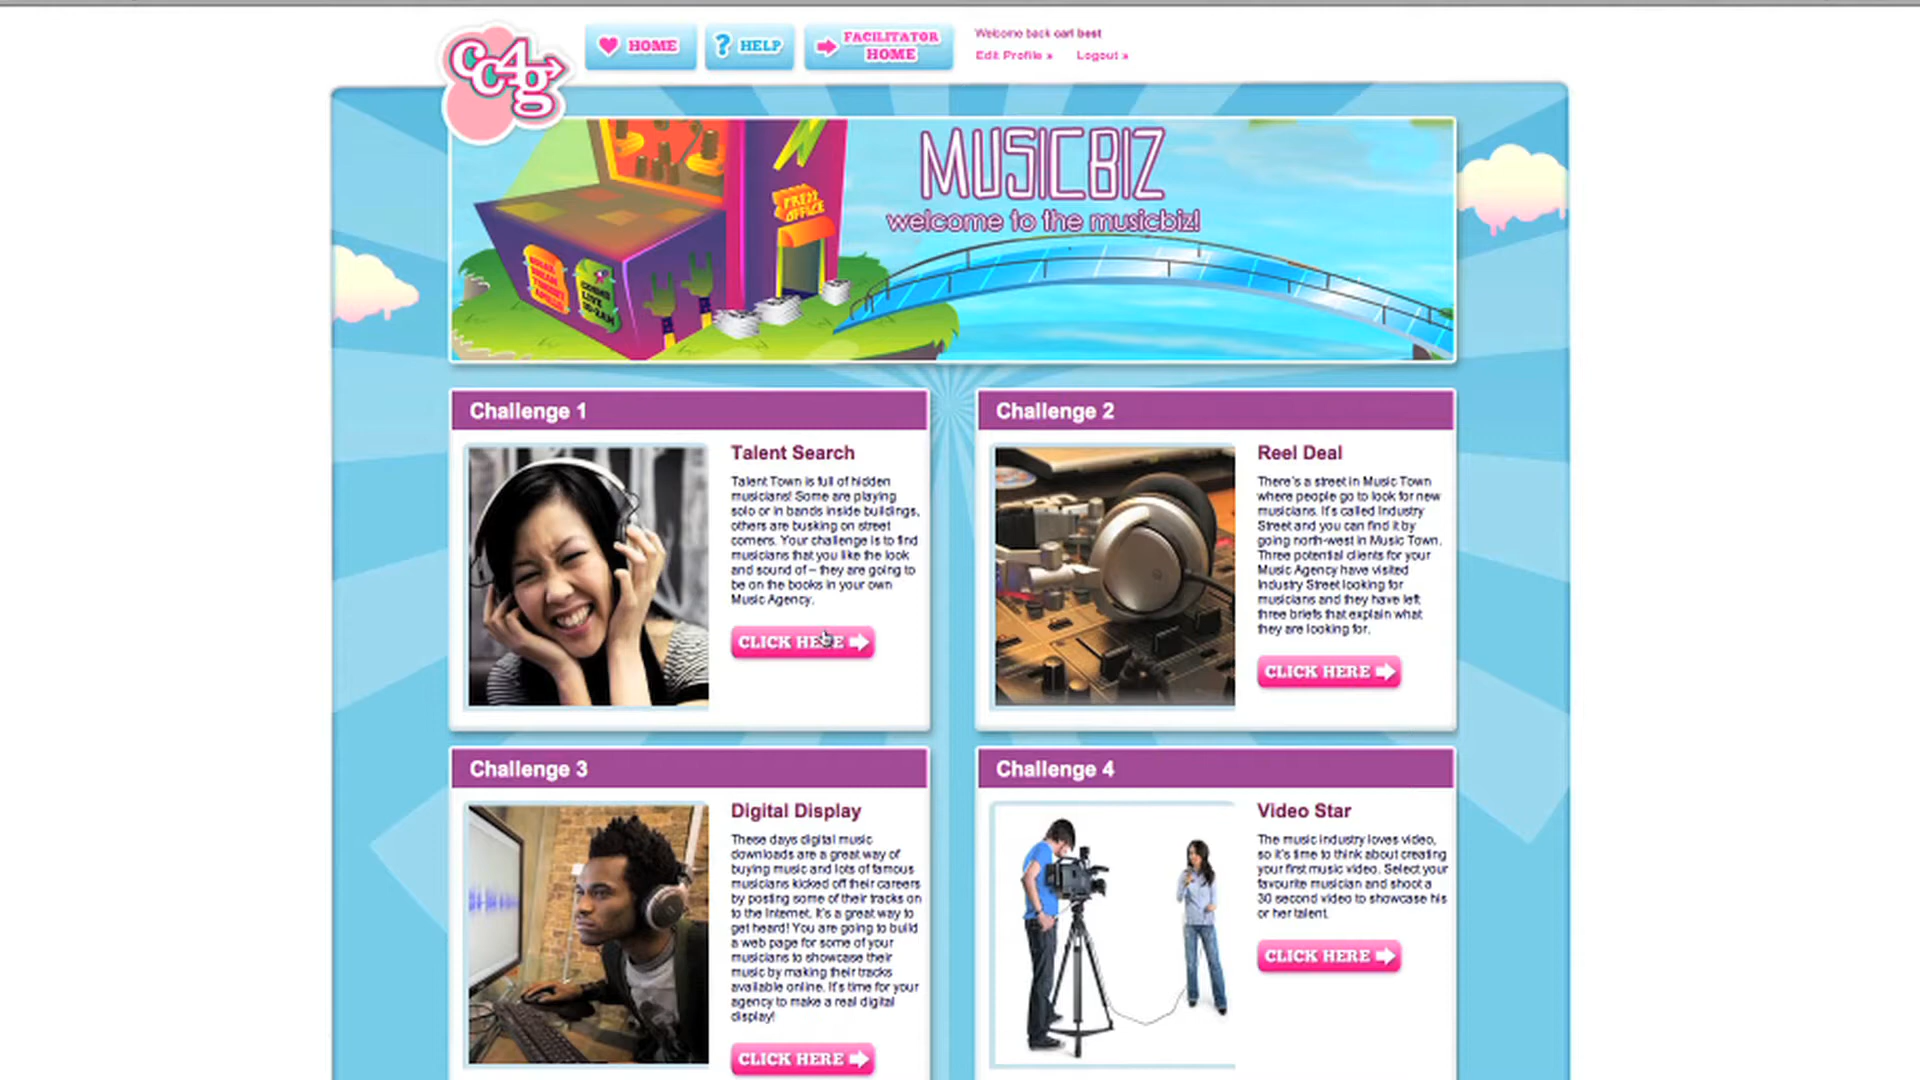 cc4g
HOME
HELP
FACILITATOR
HOME
Welcome back carl best
Edit Profile »
Logout »
MUSICBIZ
welcome to the musicbiz!
PRESS
OFFICE
Challenge 1
Talent Search
Talent Town is full of hidden
musicians! Some are playing
solo or in bands inside buildings,
others are busking on street
corners. Your challenge is to find
musicians that you like the look
and sound of – they are going to
be on the books in your own
Music Agency.
CLICK HERE
Challenge 2
Reel Deal
There's a street in Music Town
where people go to look for new
musicians. It's called Industry
Street and you can find it by
going north-west in Music Town.
Three potential clients for your
Music Agency have visited
Industry Street looking for
musicians and they have left
three briefs that explain what
they are looking for.
CLICK HERE
Challenge 3
Digital Display
These days digital music
downloads are a great way of
buying music and lots of famous
musicians kicked off their careers
by posting some of their tracks on
to the Internet. It's a great way to
get heard! You are going to build
a web page for some of your
musicians to showcase their
music by making their tracks
available online. It's time for your
agency to make a real digital
display!
CLICK HERE
Challenge 4
Video Star
The music industry loves video,
so it's time to think about creating
your first music video. Select your
favourite musician and shoot a
30 second video to showcase his
or her talent.
CLICK HERE